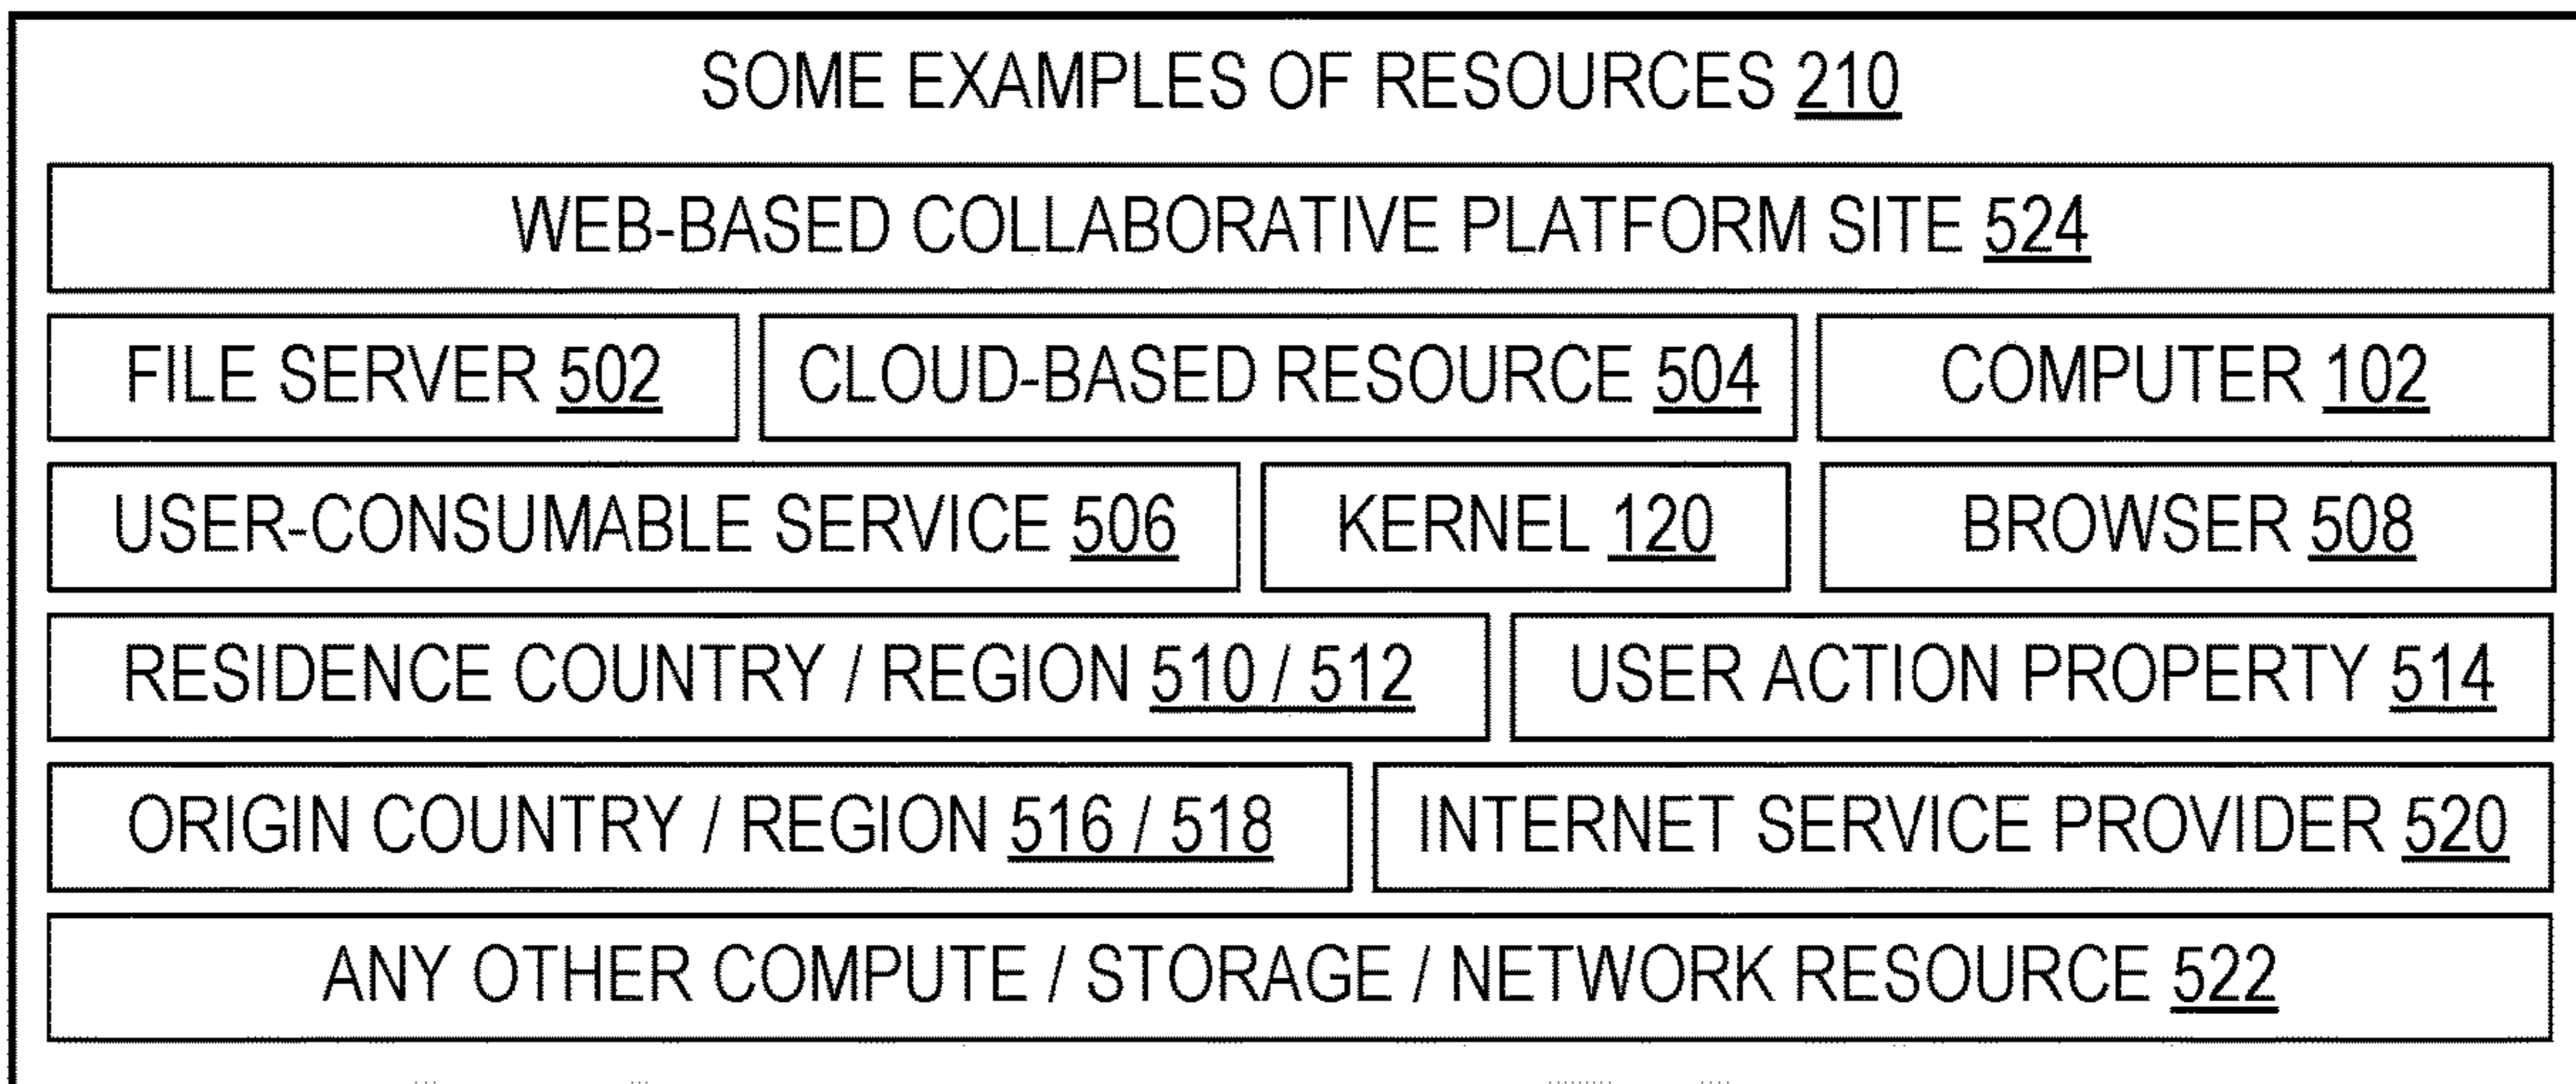 SOME EXAMPLES OF RESOURCES 210
WEB-BASED COLLABORATIVE PLATFORM SITE 524
FILE SERVER 502
CLOUD-BASED RESOURCE 504
COMPUTER 102
USER-CONSUMABLE SERVICE 506
KERNEL 120
BROWSER 508
RESIDENCE COUNTRY / REGION 510 / 512
USER ACTION PROPERTY 514
ORIGIN COUNTRY / REGION 516 / 518
INTERNET SERVICE PROVIDER 520
ANY OTHER COMPUTE / STORAGE / NETWORK RESOURCE 522